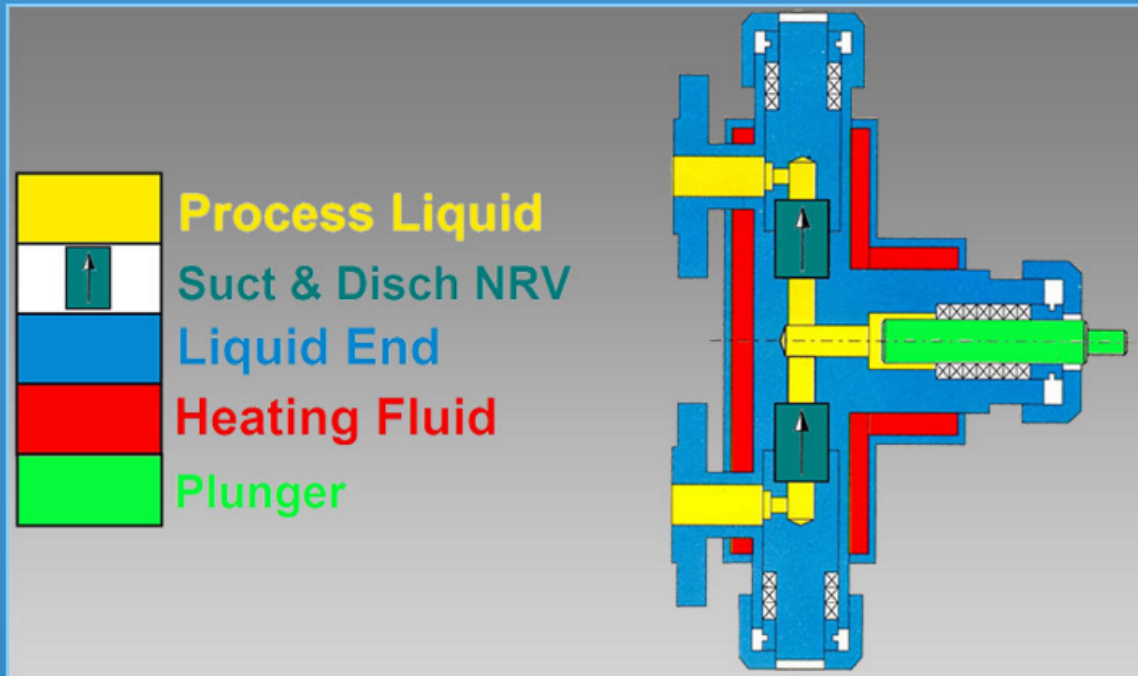 Process Liquid
Suct & Disch NRV
Liquid End
Heating Fluid
Plunger